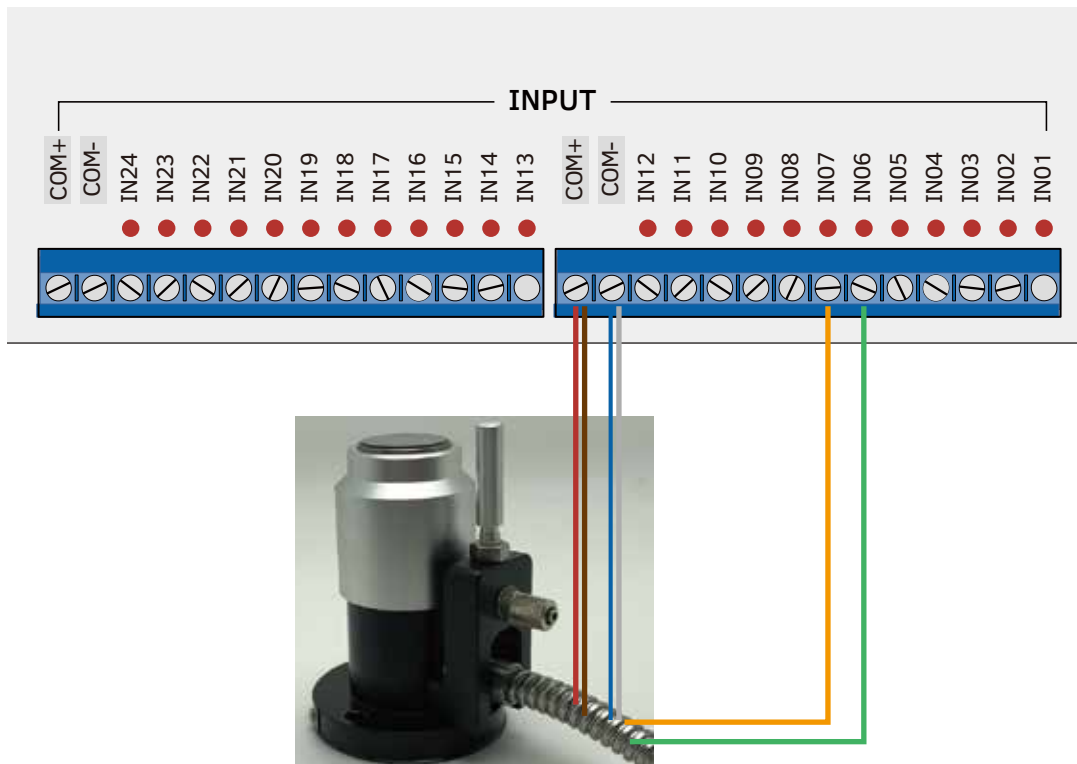 INPUT
COM+
COM-
IN24
IN23
IN22
IN21
IN20
IN19
IN18
IN17
IN16
IN15
IN14
IN13
COM+
COM-
IN12
IN11
IN10
IN09
IN08
IN07
IN06
IN05
IN04
IN03
IN02
IN01